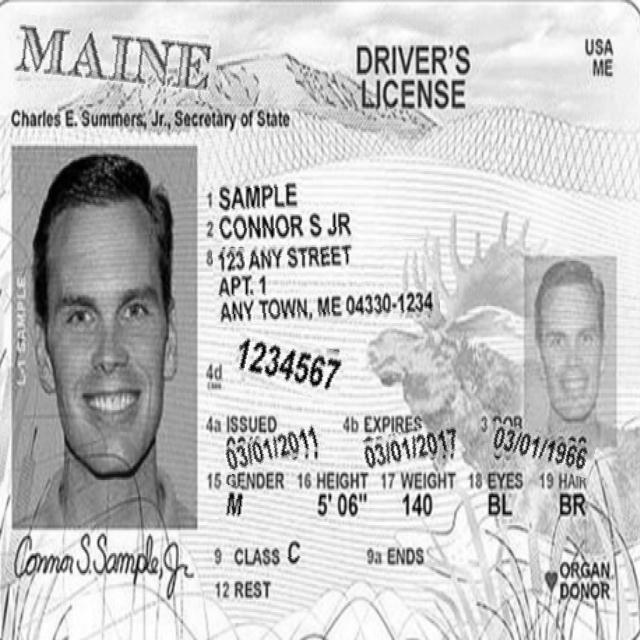 MAINE
DRIVER'S LICENSE
USA
ME
Charles E. Summers, Jr., Secretary of State
1 SAMPLE
2 CONNOR S JR
8 123 ANY STREET
APT. 1
ANY TOWN, ME 04330-1234
4d 1234567
4a ISSUED 4b EXPIRES 3 DOB
03/01/2011 03/01/2017 03/01/1966
15 GENDER 16 HEIGHT 17 WEIGHT 18 EYES 19 HAIR
M 5' 06" 140 BL BR
9 CLASS C 9a ENDS
12 REST
ORGAN
DONOR
Connor S. Sample, Jr
L-1 SAMPLE